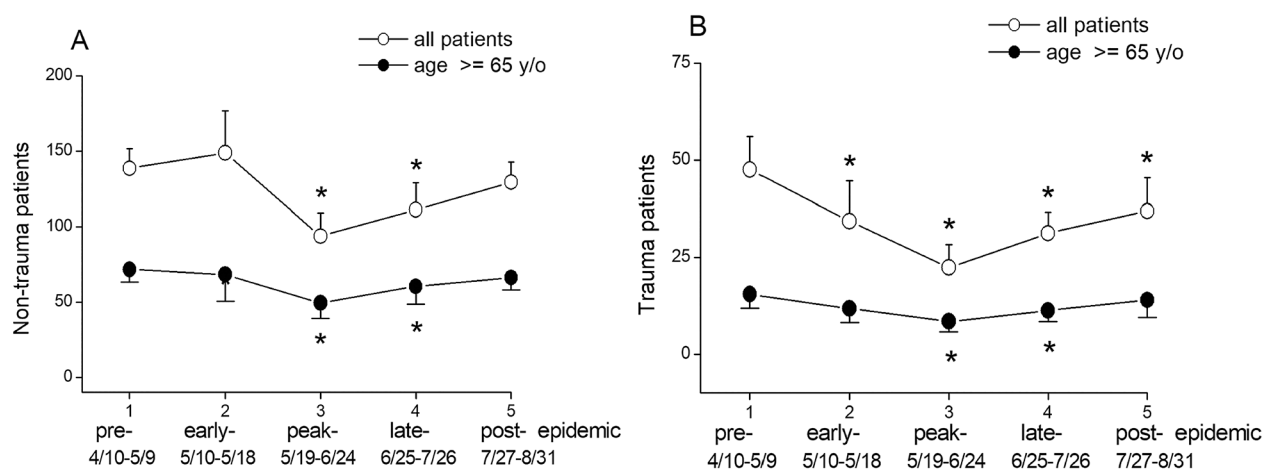 A
all patients
age >= 65 y/o
Non-trauma patients
200
150
100
50
0
*
*
*
*
1 2 3 4 5
pre- early- peak- late- post- epidemic
4/10-5/9 5/10-5/18 5/19-6/24 6/25-7/26 7/27-8/31
B
all patients
age >= 65 y/o
Trauma patients
75
50
25
0
*
*
*
*
*
*
1 2 3 4 5
pre- early- peak- late- post- epidemic
4/10-5/9 5/10-5/18 5/19-6/24 6/25-7/26 7/27-8/31